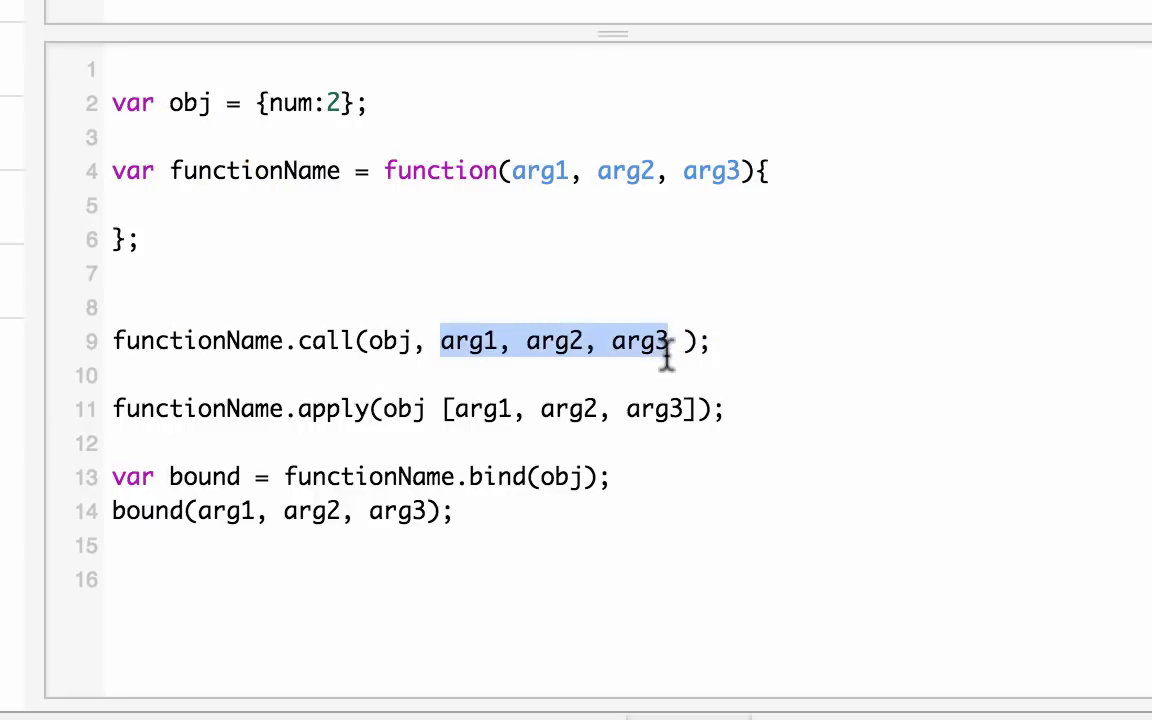 1
2 var obj = {num:2};
3
4 var functionName = function(arg1, arg2, arg3){
5
6 };
7
8
9 functionName.call(obj, arg1, arg2, arg3 );
10
11 functionName.apply(obj [arg1, arg2, arg3]);
12
13 var bound = functionName.bind(obj);
14 bound(arg1, arg2, arg3);
15
16